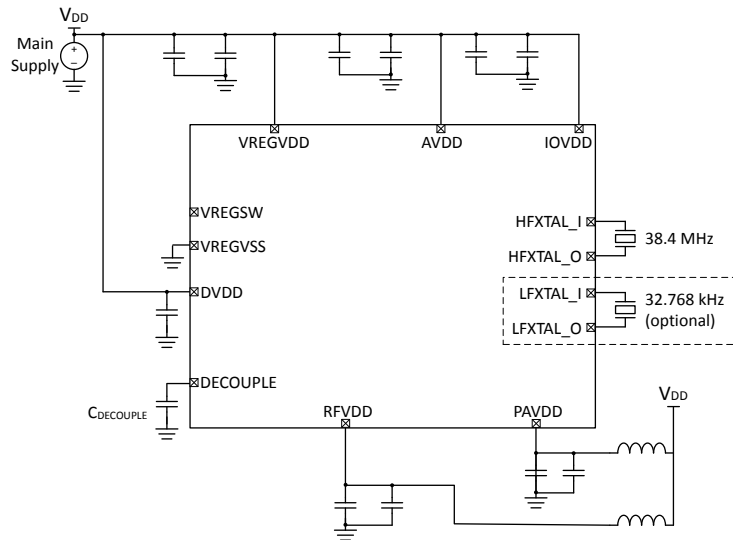 VDD
Main
Supply
+
–
VREGVDD
AVDD
IOVDD
VREGSW
HFXTAL_I
38.4 MHz
VREGVSS
HFXTAL_O
DVDD
LFXTAL_I
32.768 kHz
(optional)
LFXTAL_O
DECOUPLE
CDECOUPLE
RFVDD
PAVDD
VDD